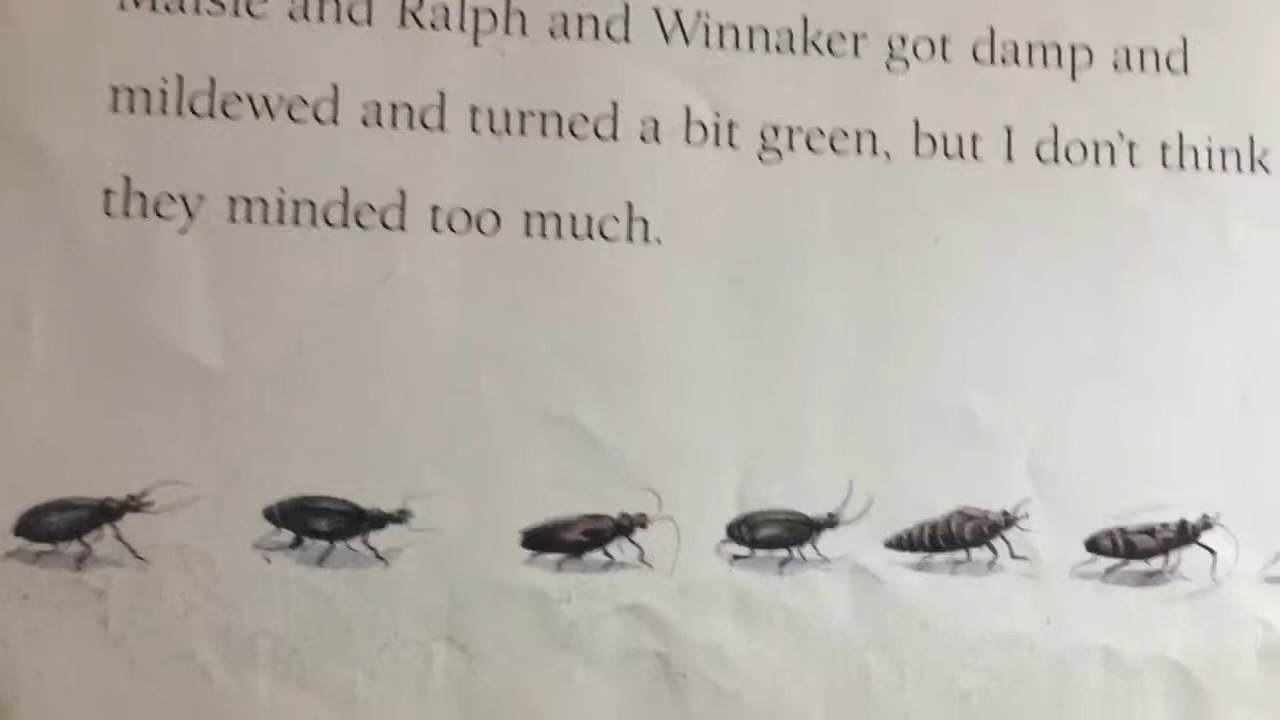 Maisie and Ralph and Winnaker got damp and
mildewed and turned a bit green, but I don't think
they minded too much.